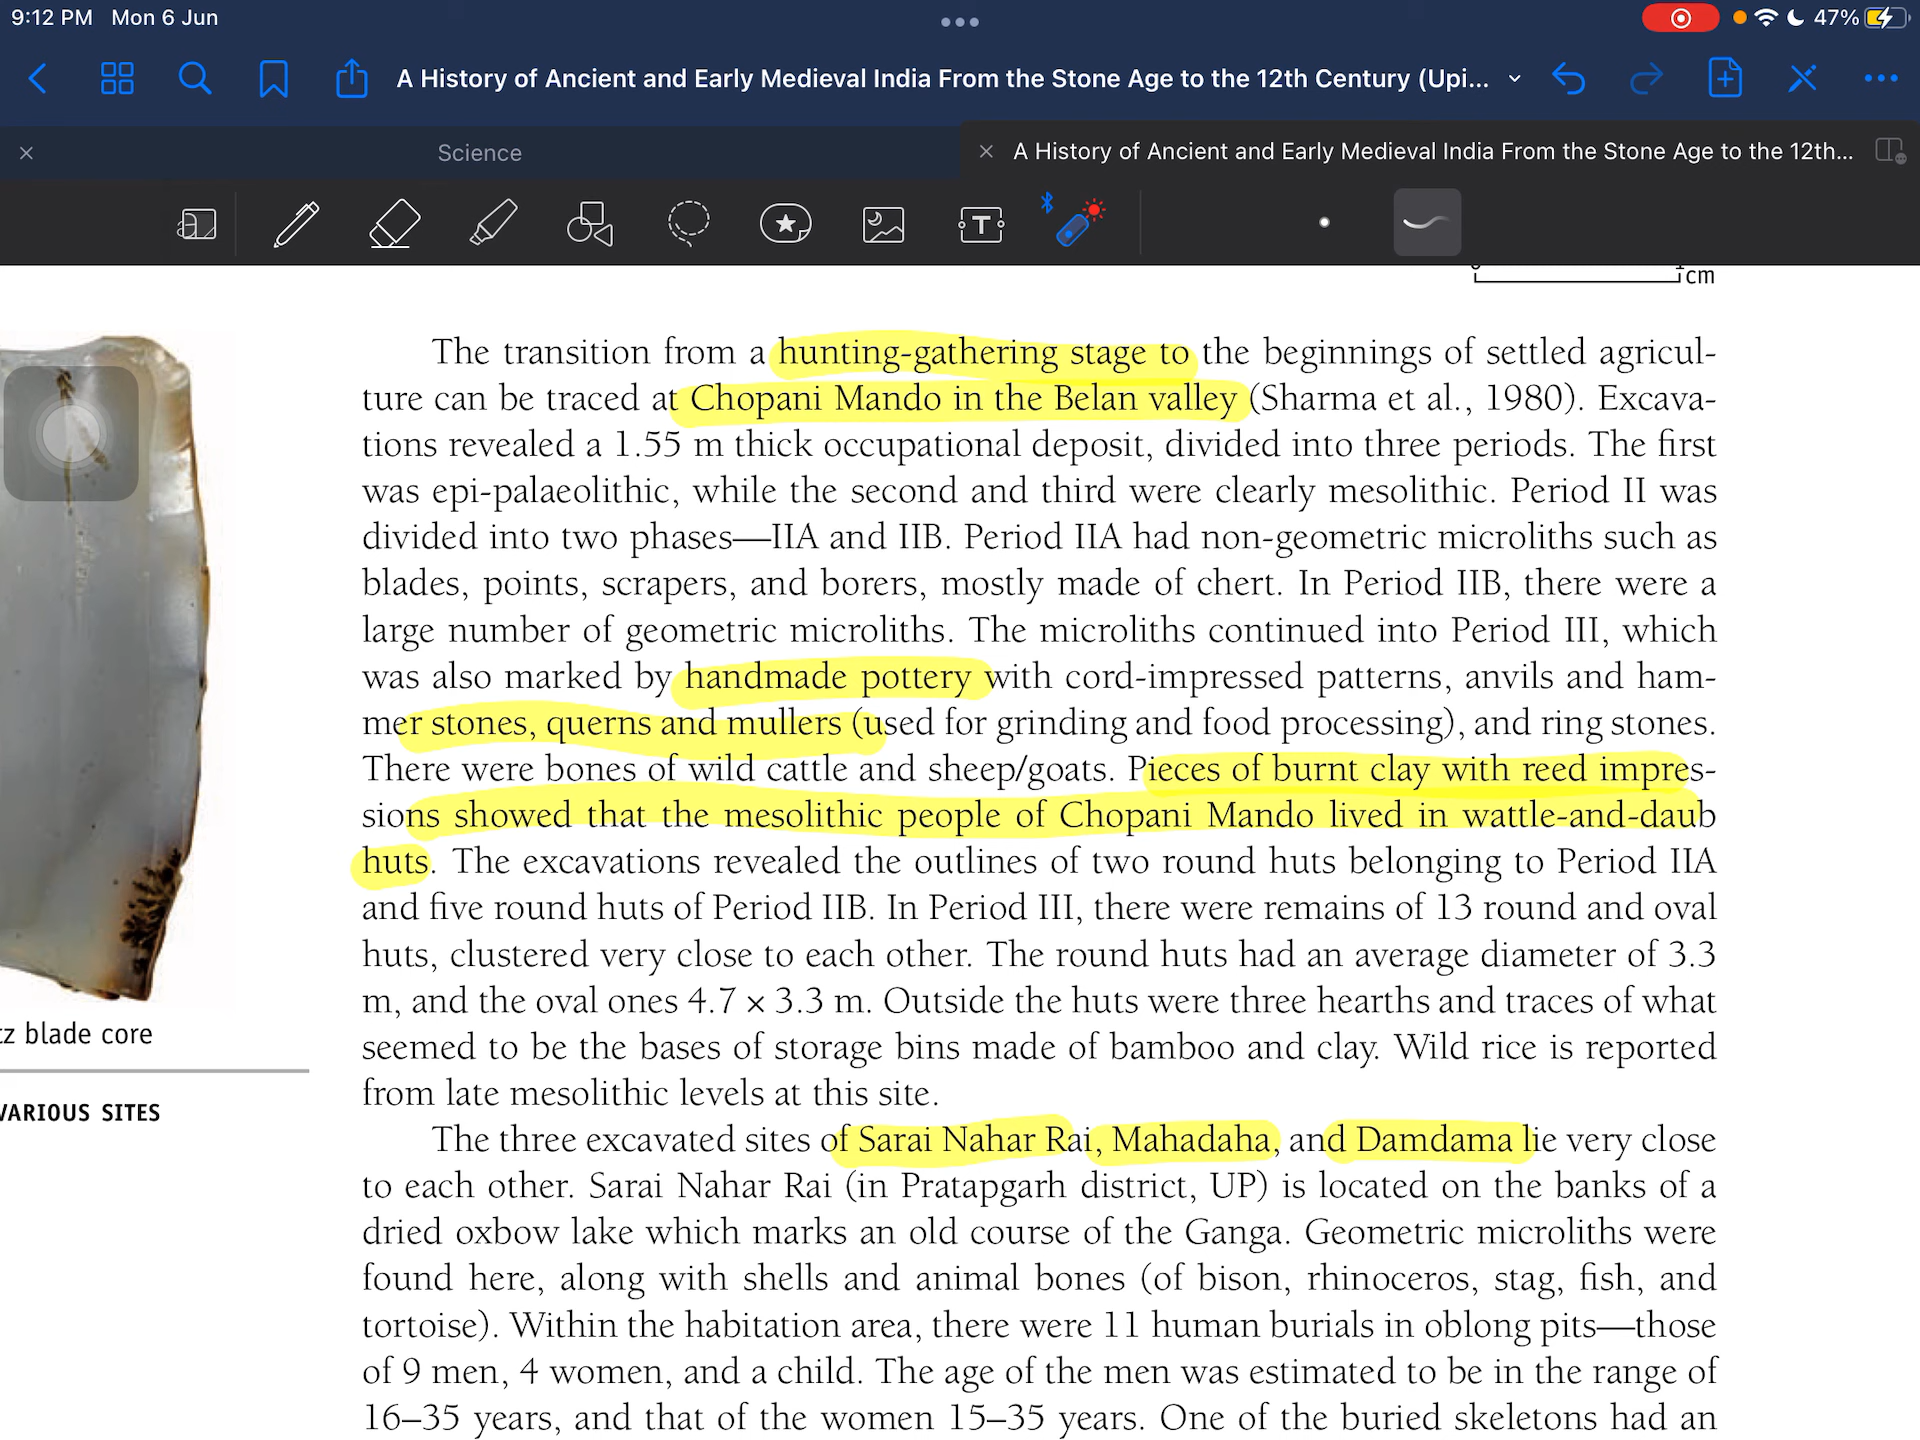 9:12 PM Mon 6 Jun
47%
A History of Ancient and Early Medieval India From the Stone Age to the 12th Century (Upi...
Science
A History of Ancient and Early Medieval India From the Stone Age to the 12th...
T
cm
The transition from a hunting-gathering stage to the beginnings of settled agricul-
ture can be traced at Chopani Mando in the Belan valley (Sharma et al., 1980). Excava-
tions revealed a 1.55 m thick occupational deposit, divided into three periods. The first
was epi-palaeolithic, while the second and third were clearly mesolithic. Period II was
divided into two phases—IIA and IIB. Period IIA had non-geometric microliths such as
blades, points, scrapers, and borers, mostly made of chert. In Period IIB, there were a
large number of geometric microliths. The microliths continued into Period III, which
was also marked by handmade pottery with cord-impressed patterns, anvils and ham-
mer stones, querns and mullers (used for grinding and food processing), and ring stones.
There were bones of wild cattle and sheep/goats. Pieces of burnt clay with reed impres-
sions showed that the mesolithic people of Chopani Mando lived in wattle-and-daub
huts. The excavations revealed the outlines of two round huts belonging to Period IIA
and five round huts of Period IIB. In Period III, there were remains of 13 round and oval
huts, clustered very close to each other. The round huts had an average diameter of 3.3
m, and the oval ones 4.7 × 3.3 m. Outside the huts were three hearths and traces of what
seemed to be the bases of storage bins made of bamboo and clay. Wild rice is reported
from late mesolithic levels at this site.
The three excavated sites of Sarai Nahar Rai, Mahadaha, and Damdama lie very close
to each other. Sarai Nahar Rai (in Pratapgarh district, UP) is located on the banks of a
dried oxbow lake which marks an old course of the Ganga. Geometric microliths were
found here, along with shells and animal bones (of bison, rhinoceros, stag, fish, and
tortoise). Within the habitation area, there were 11 human burials in oblong pits—those
of 9 men, 4 women, and a child. The age of the men was estimated to be in the range of
16–35 years, and that of the women 15–35 years. One of the buried skeletons had an
tz blade core
VARIOUS SITES